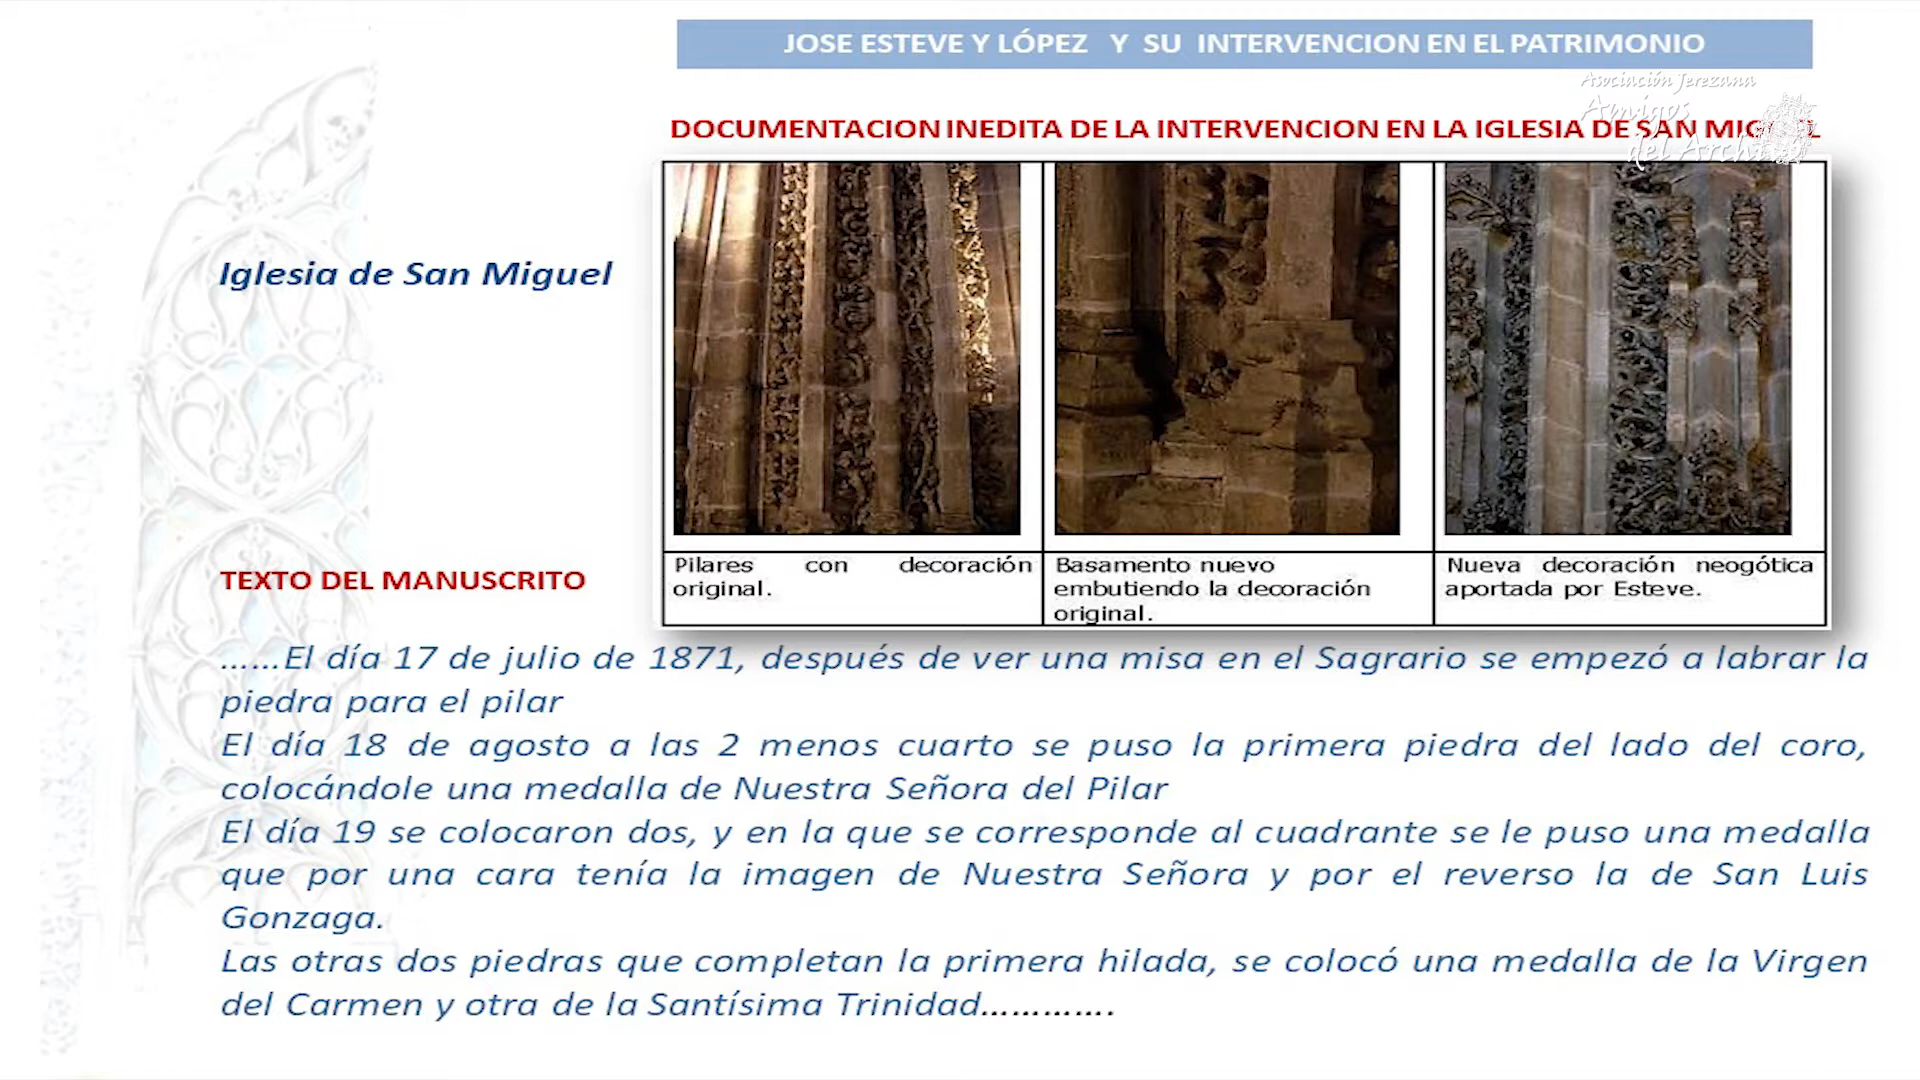 JOSE ESTEVE Y LÓPEZ Y SU INTERVENCION EN EL PATRIMONIO
Asociación Jerezana
Amigos
del Arch
DOCUMENTACION INEDITA DE LA INTERVENCION EN LA IGLESIA DE SAN
Iglesia de San Miguel
Pilares con decoración
original.
Basamento nuevo
embutiendo la decoración
original.
Nueva decoración neogótica
aportada por Esteve.
TEXTO DEL MANUSCRITO
......El día 17 de julio de 1871, después de ver una misa en el Sagrario se empezó a labrar la
piedra para el pilar
El día 18 de agosto a las 2 menos cuarto se puso la primera piedra del lado del coro,
colocándole una medalla de Nuestra Señora del Pilar
El día 19 se colocaron dos, y en la que se corresponde al cuadrante se le puso una medalla
que por una cara tenía la imagen de Nuestra Señora y por el reverso la de San Luis
Gonzaga.
Las otras dos piedras que completan la primera hilada, se colocó una medalla de la Virgen
del Carmen y otra de la Santísima Trinidad.............